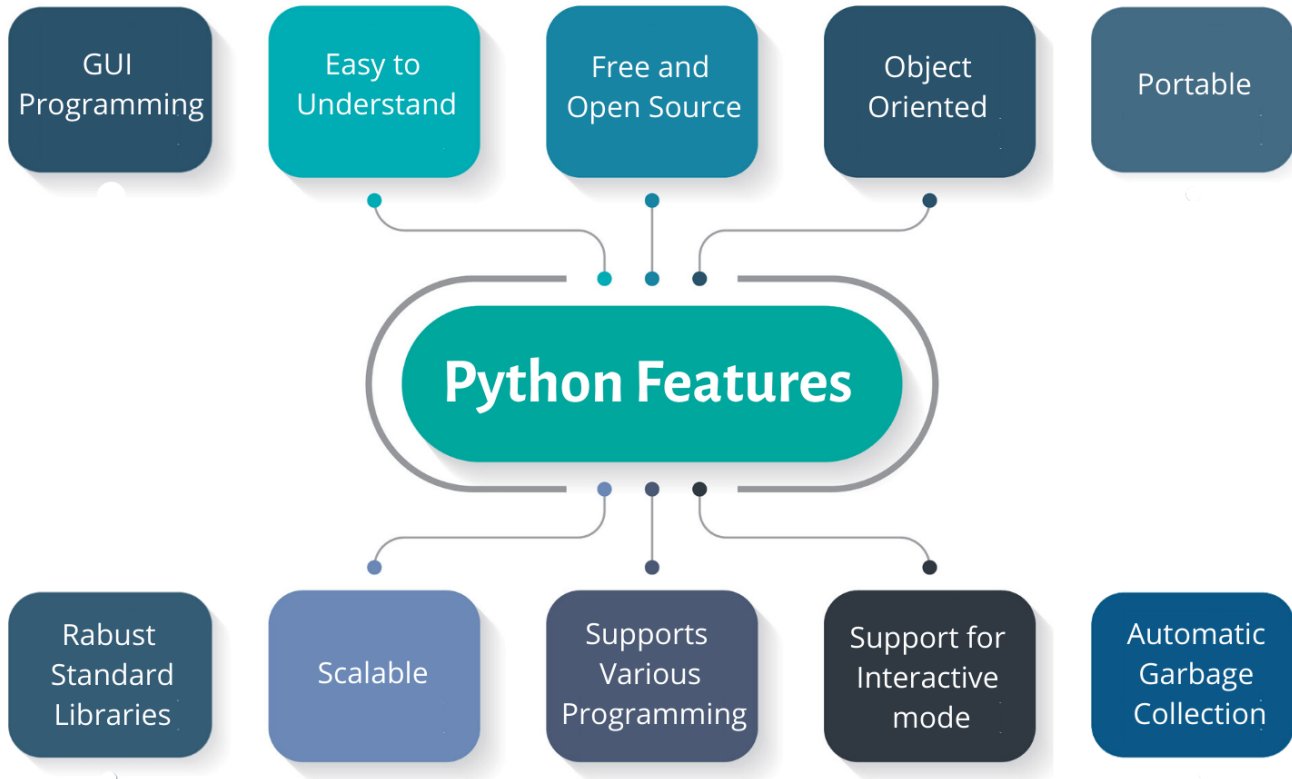 GUI
Programming
Easy to
Understand
Free and
Open Source
Object
Oriented
Portable
Python Features
Rabust
Standard
Libraries
Scalable
Supports
Various
Programming
Support for
Interactive
mode
Automatic
Garbage
Collection